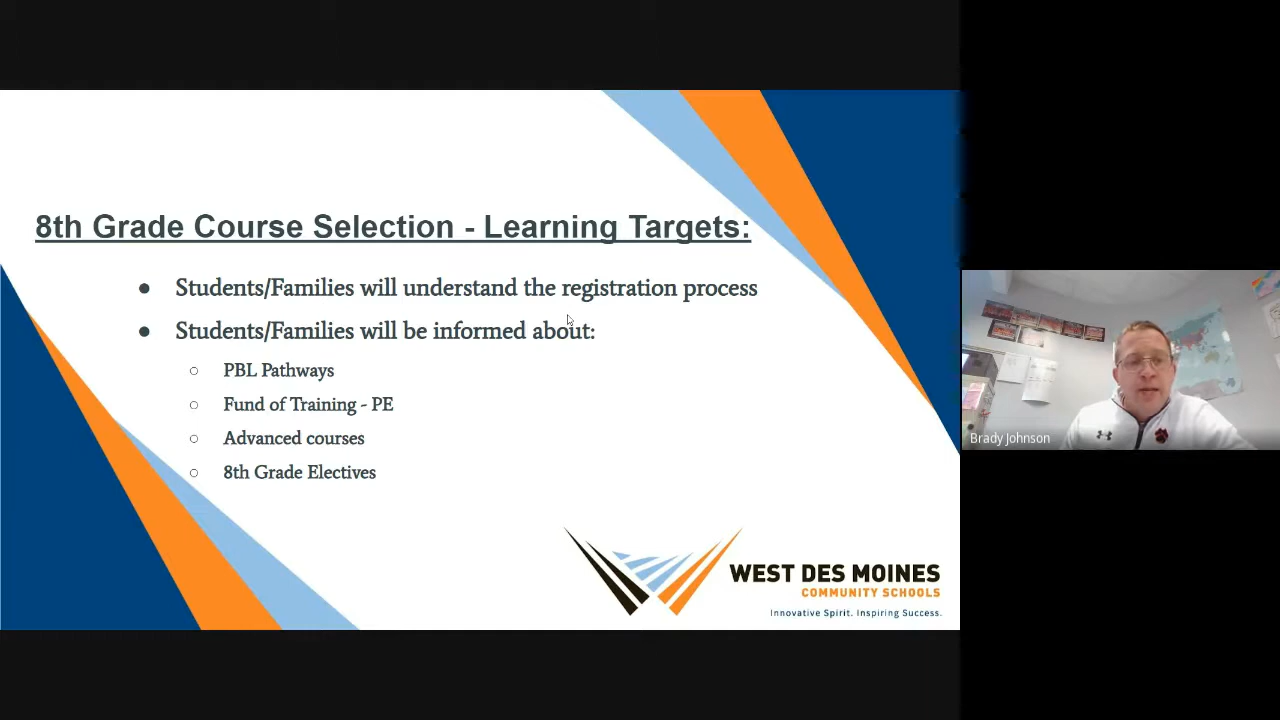 8th Grade Course Selection - Learning Targets:
● Students/Families will understand the registration process
● Students/Families will be informed about:
○ PBL Pathways
○ Fund of Training - PE
○ Advanced courses
○ 8th Grade Electives
WEST DES MOINES
COMMUNITY SCHOOLS
Innovative Spirit. Inspiring Success.
Brady Johnson